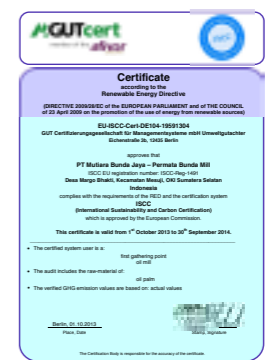 GUTcert
member of the afnor
ISCC
Certificate
according to the
Renewable Energy Directive
(DIRECTIVE 2009/28/EC of the EUROPEAN PARLIAMENT and of THE COUNCIL
of 23 April 2009 on the promotion of the use of energy from renewable sources)
EU-ISCC-Cert-DE104-19591304
GUT Certifizierungsgesellschaft für Managementsysteme mbH Umweltgutachter
Eichenstraße 3b, 12435 Berlin
approves that
PT Mutiara Bunda Jaya – Permata Bunda Mill
ISCC EU registration number: ISCC-Reg-1491
Desa Margo Bhakti, Kecamatan Mesuji, OKI Sumatera Selatan
Indonesia
complies with the requirements of the RED and the certification system
ISCC
(International Sustainability and Carbon Certification)
which is approved by the European Commission.
This certificate is valid from 1st October 2013 to 30th September 2014.
• The certified system user is a:
first gathering point
oil mill
• The audit includes the raw-material of:
oil palm
• The verified GHG emission values are based on: actual values
Berlin, 01.10.2013
Place, Date
Stamp, Signature
The Certification Body is responsible for the accuracy of the certificate.